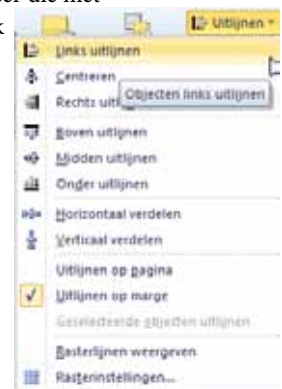 k
Uitlijnen
Links uitlijnen
Centreren
Rechts uit
Objecten links uitlijnen
Boven uitlijnen
Midden uitlijnen
Onder uitlijnen
Horizontaal verdelen
Verticaal verdelen
Uitlijnen op pagina
Uitlijnen op marge
Geselecteerde objecten uitlijnen
Rasterlijnen weergeven
Rasterinstellingen...